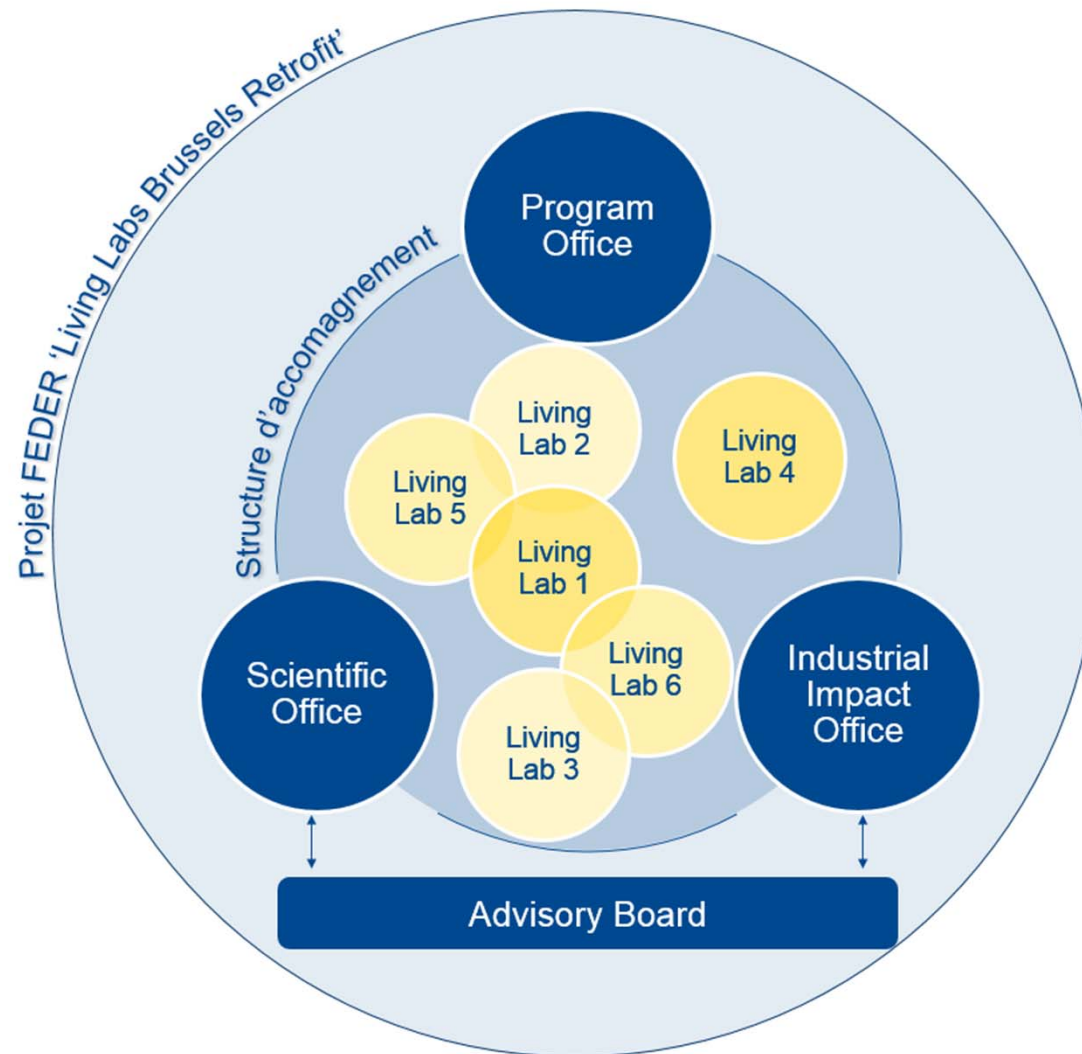 Projet FEDER ‘Living Labs Brussels Retrofit’
Structure d’accomagnement
Program
Office
Living
Lab 2
Living
Lab 4
Living
Lab 5
Living
Lab 1
Living
Lab 6
Living
Lab 3
Scientific
Office
Industrial
Impact
Office
Advisory Board